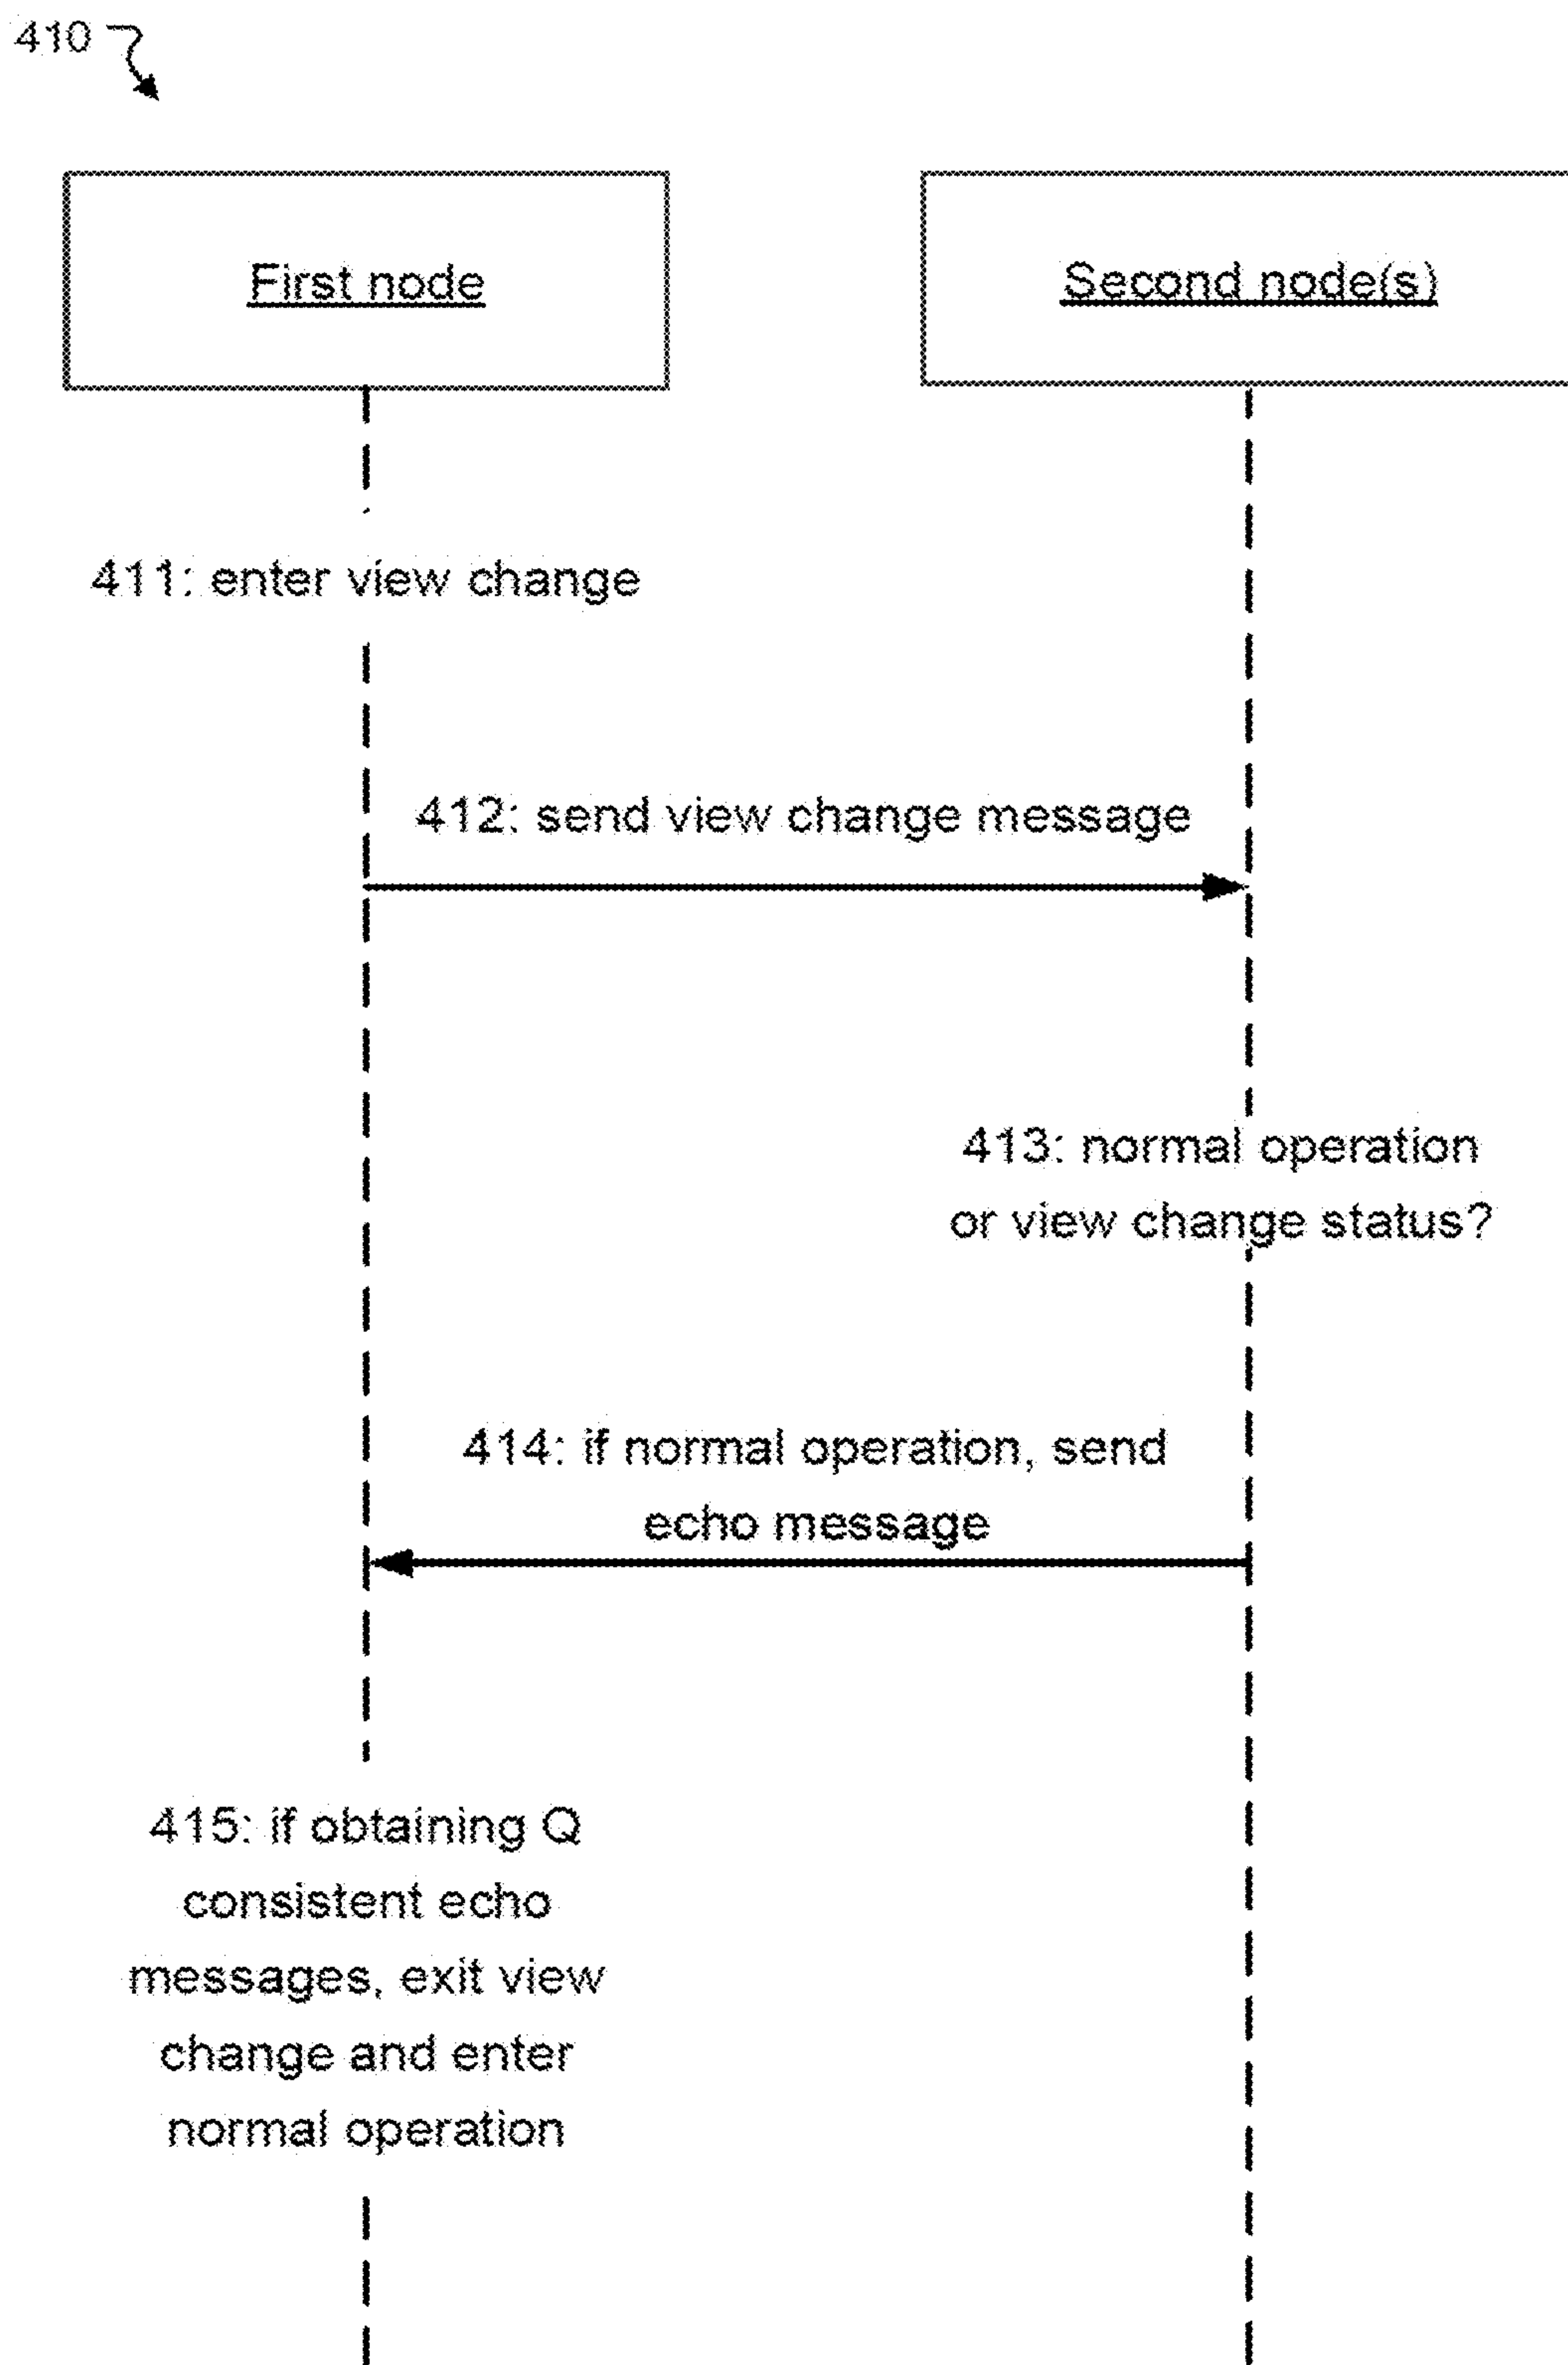 410
First node
Second node(s)
411: enter view change
412: send view change message
413: normal operation
or view change status?
414: if normal operation, send
echo message
415: if obtaining Q
consistent echo
messages, exit view
change and enter
normal operation